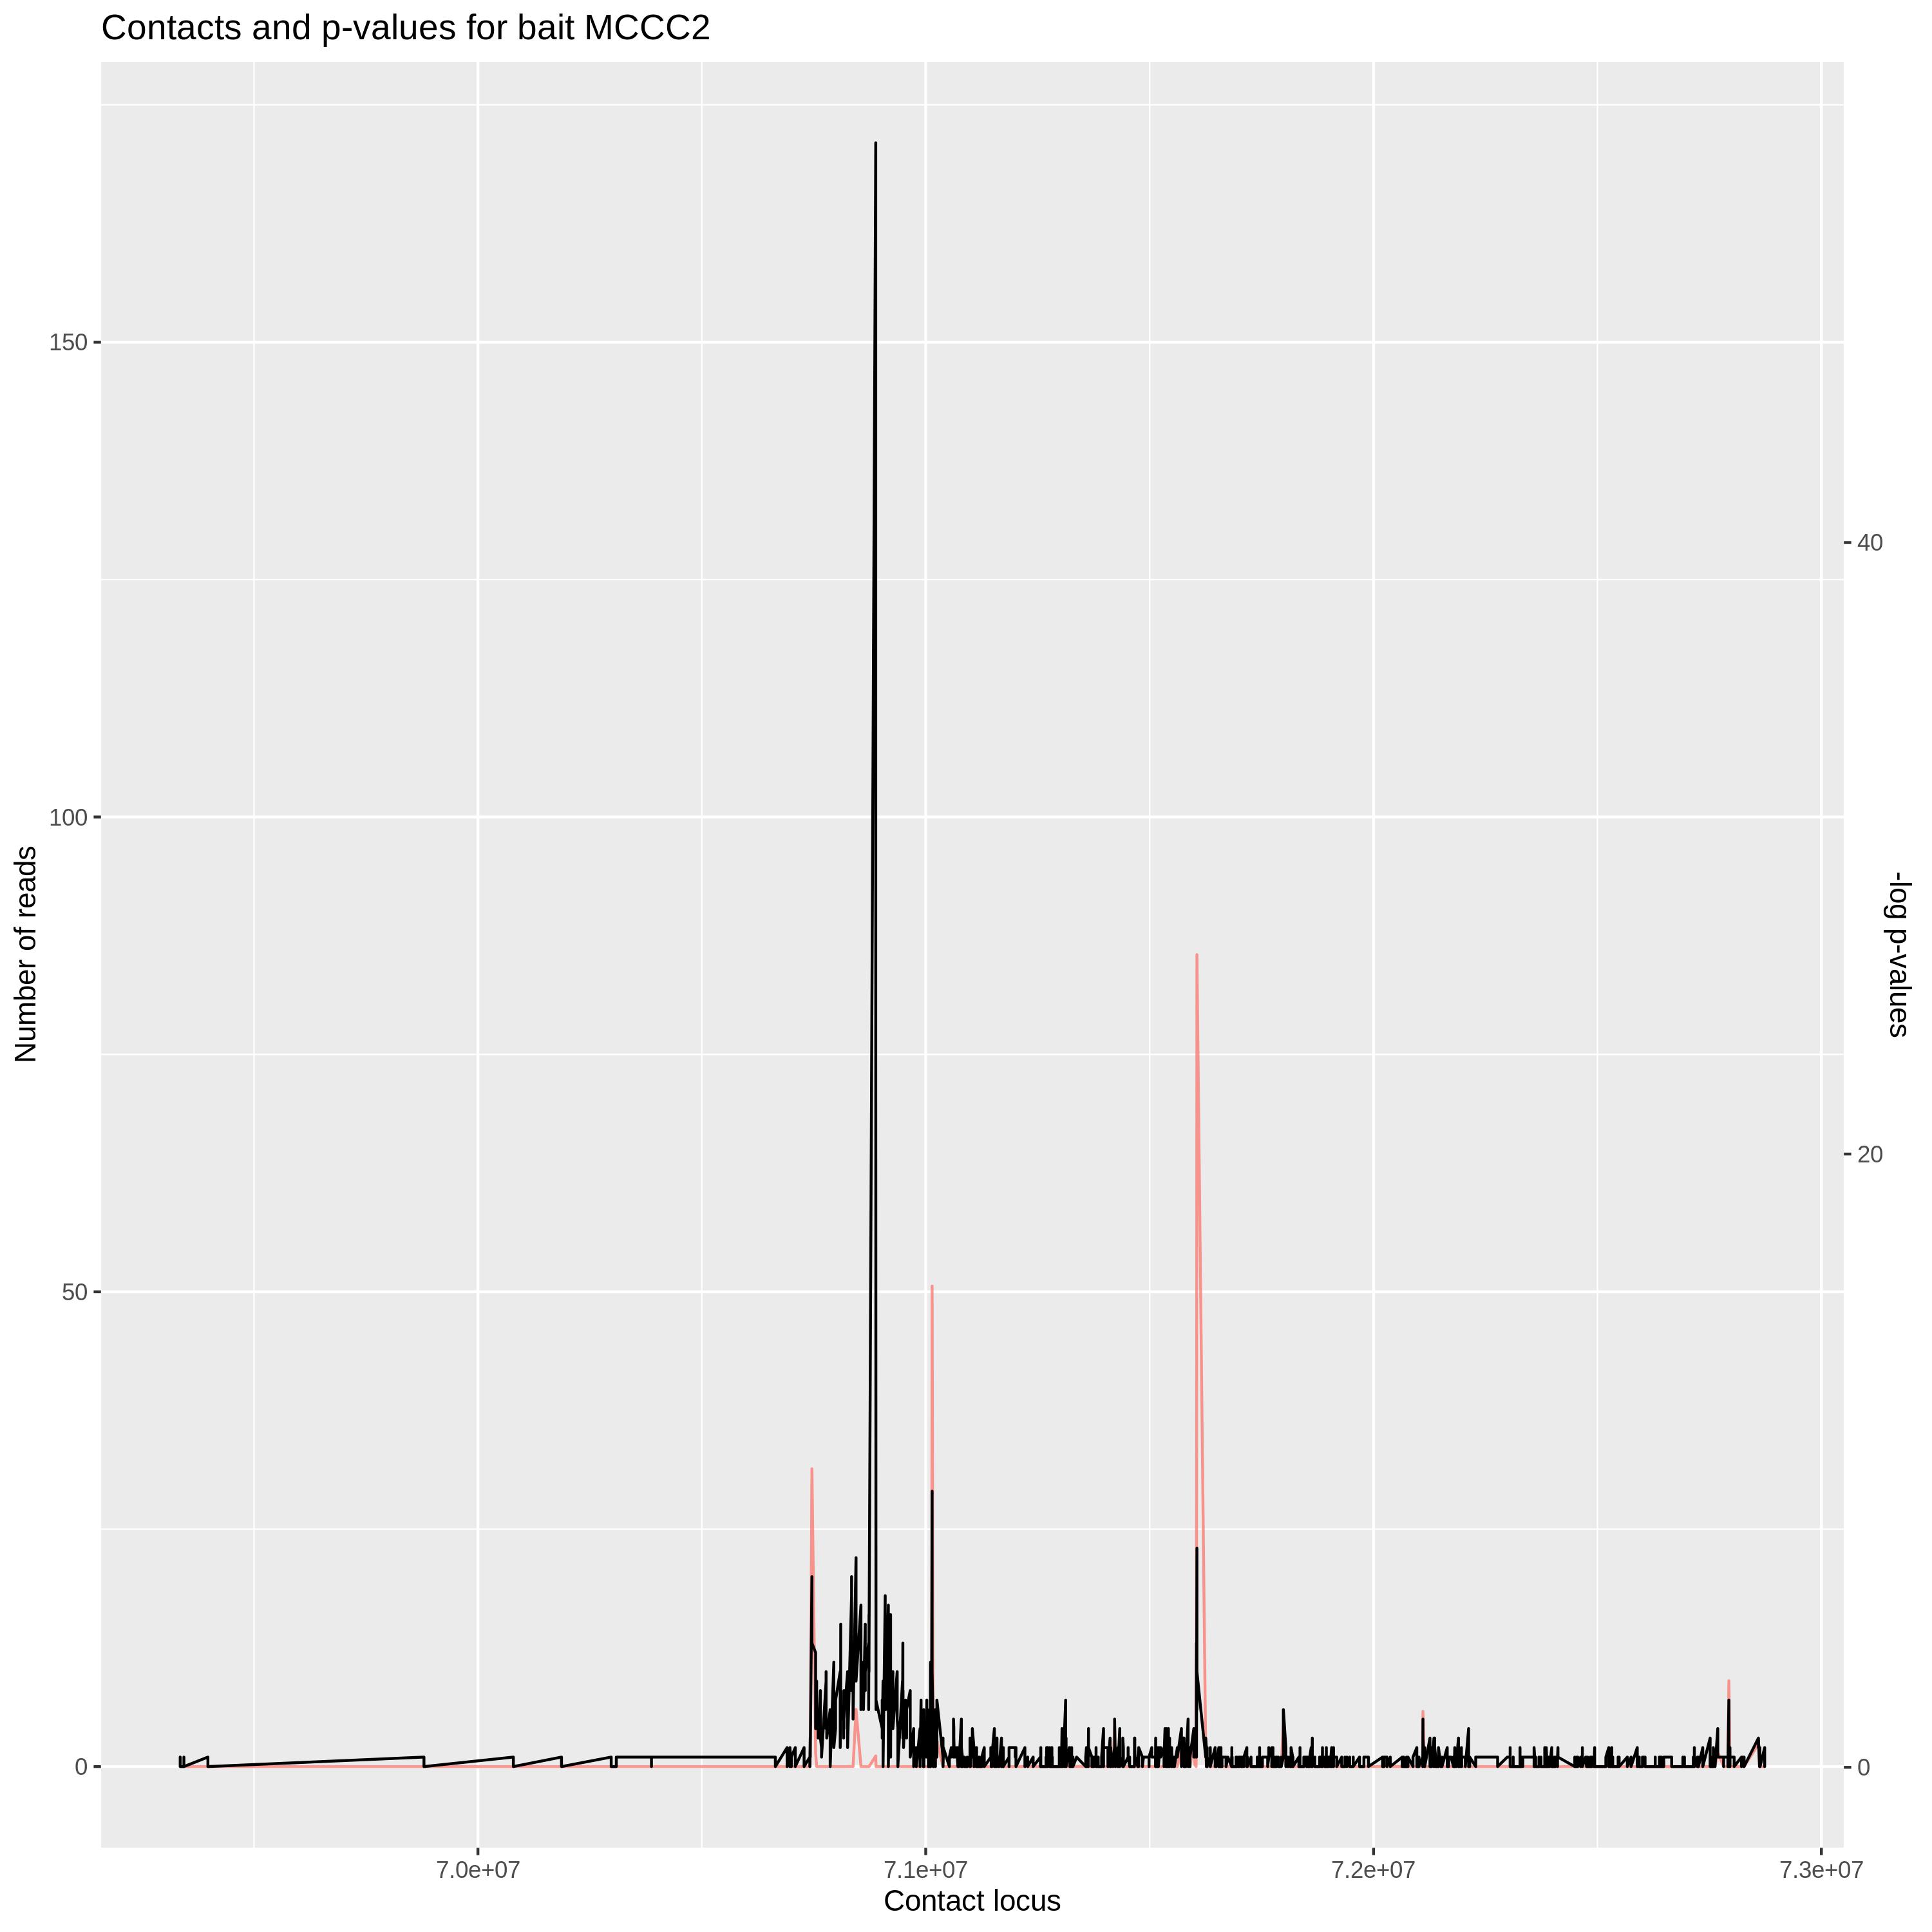 Contacts and p-values for bait MCCC2
150
100
50
0
Number of reads
40
20
0
-log p-values
7.0e+07
7.1e+07
7.2e+07
7.3e+07
Contact locus